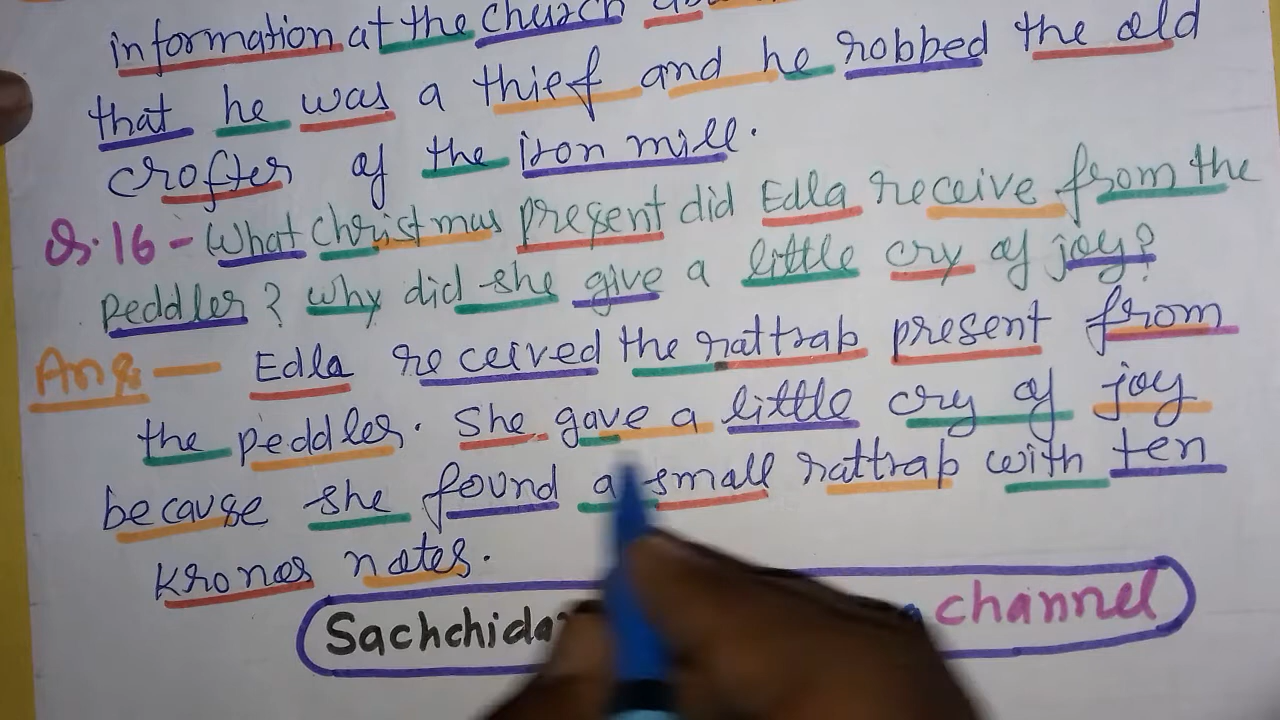 information at the church
that he was a thief and he robbed the old
crofter of the iron mill.
Q.16 - What christmas present did Edla receive from the
peddler? Why did she give a little cry of joy?
Ans - Edla received the rattrab present from
the peddler. She gave a little cry of joy
because she found a small rattrab with ten
kronor notes.
Sachchida channel